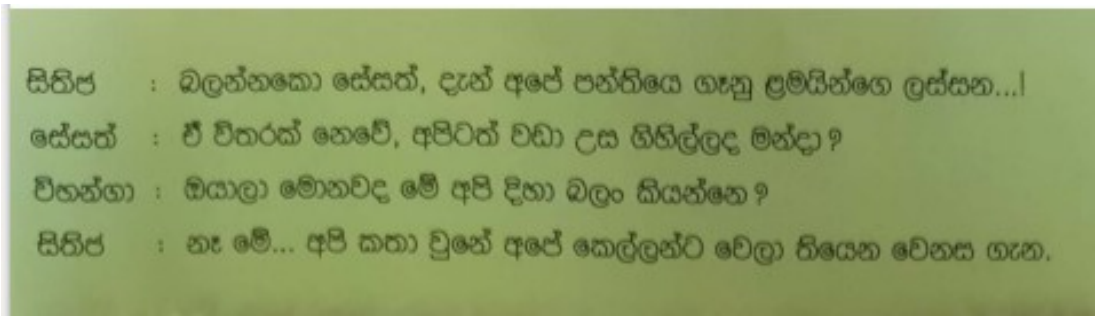 සිතිජ : බලන්නකො සේසත්, දැන් අපේ පන්තියෙ ගෑනු ළමයින්ගෙ ලස්සන...!
සේසත් : ඒ විතරක් නෙවේ, අපිටත් වඩා උස ගිහිල්ලද මන්දා ?
විහන්ගා : ඔයාලා මොනවද මේ අපි දිහා බලං කියන්නෙ ?
සිතිජ : නෑ මේ... අපි කතා වුනේ අපේ කෙල්ලන්ට වෙලා තියෙන වෙනස ගැන.